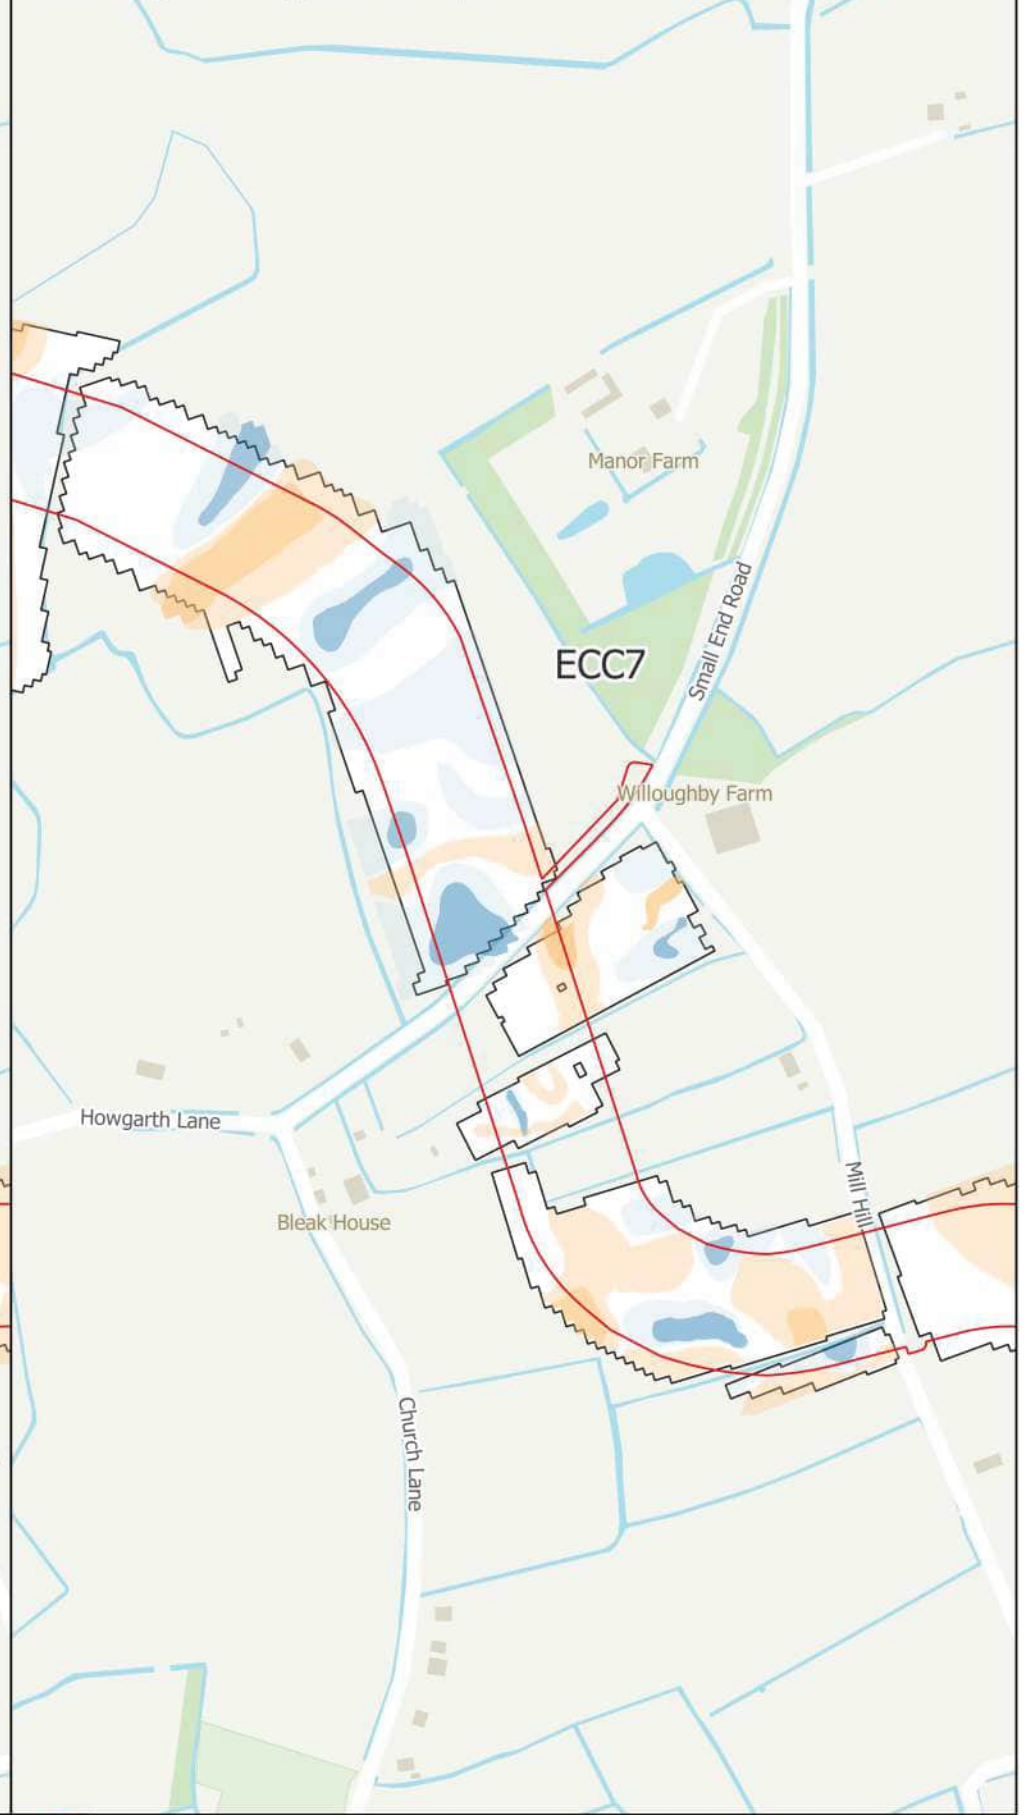 Manor Farm
Small End Road
ECC7
Willoughby Farm
Howgarth Lane
Mill Hill
Bleak House
Church Lane